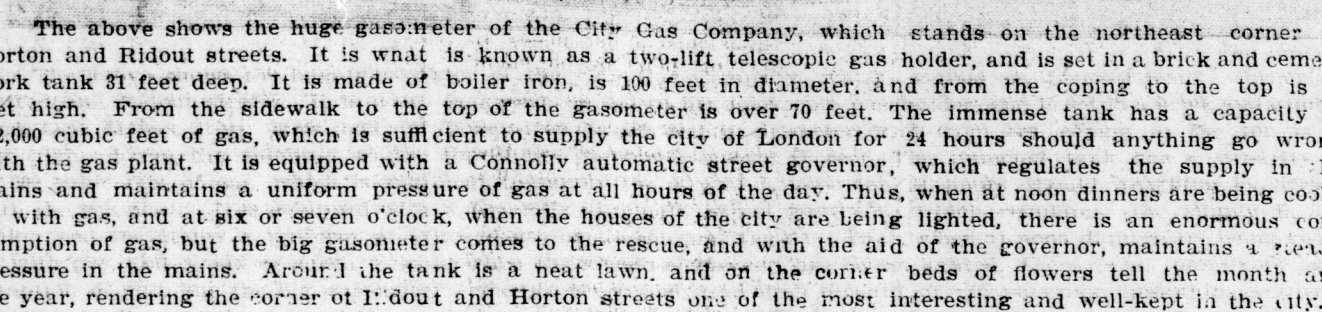 The above shows the huge gasometer of the City Gas Company, which stands on the northeast corner
orton and Ridout streets. It is wnat is known as a two-lift telescopic gas holder, and is set in a brick and ceme
ork tank 31 feet deep. It is made of boiler iron, is 100 feet in diameter, and from the coping to the top is
et high. From the sidewalk to the top of the gasometer is over 70 feet. The immense tank has a capacity
2,000 cubic feet of gas, which is sufficient to supply the city of London for 24 hours should anything go wron
ith the gas plant. It is equipped with a Connolly automatic street governor, which regulates the supply in
ains and maintains a uniform pressure of gas at all hours of the day. Thus, when at noon dinners are being coo
with gas, and at six or seven o'clock, when the houses of the city are being lighted, there is an enormous co
mption of gas, but the big gasometer comes to the rescue, and with the aid of the governor, maintains a
essure in the mains. Around the tank is a neat lawn, and on the corner beds of flowers tell the month a
e year, rendering the corner of Ridout and Horton streets one of the most interesting and well-kept in the city.